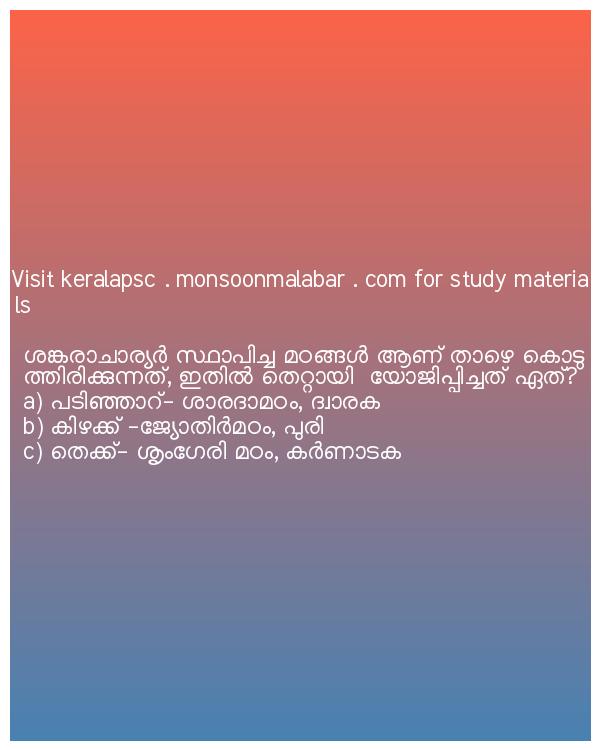 Visit keralapsc . monsoonmalabar . com for study materia
ls
ശങ്കരാചാര്യർ സ്ഥാപിച്ച മഠങ്ങൾ ആണ് താഴെ കൊടു
ത്തിരിക്കുന്നത്, ഇതിൽ തെറ്റായി യോജിപ്പിച്ചത് ഏത്?
a) പടിഞ്ഞാറ്- ശാരദാമഠം, ദ്വാരക
b) കിഴക്ക് -ജ്യോതിർമഠം, പുരി
c) തെക്ക്- ശൃംഗേരി മഠം, കർണാടക